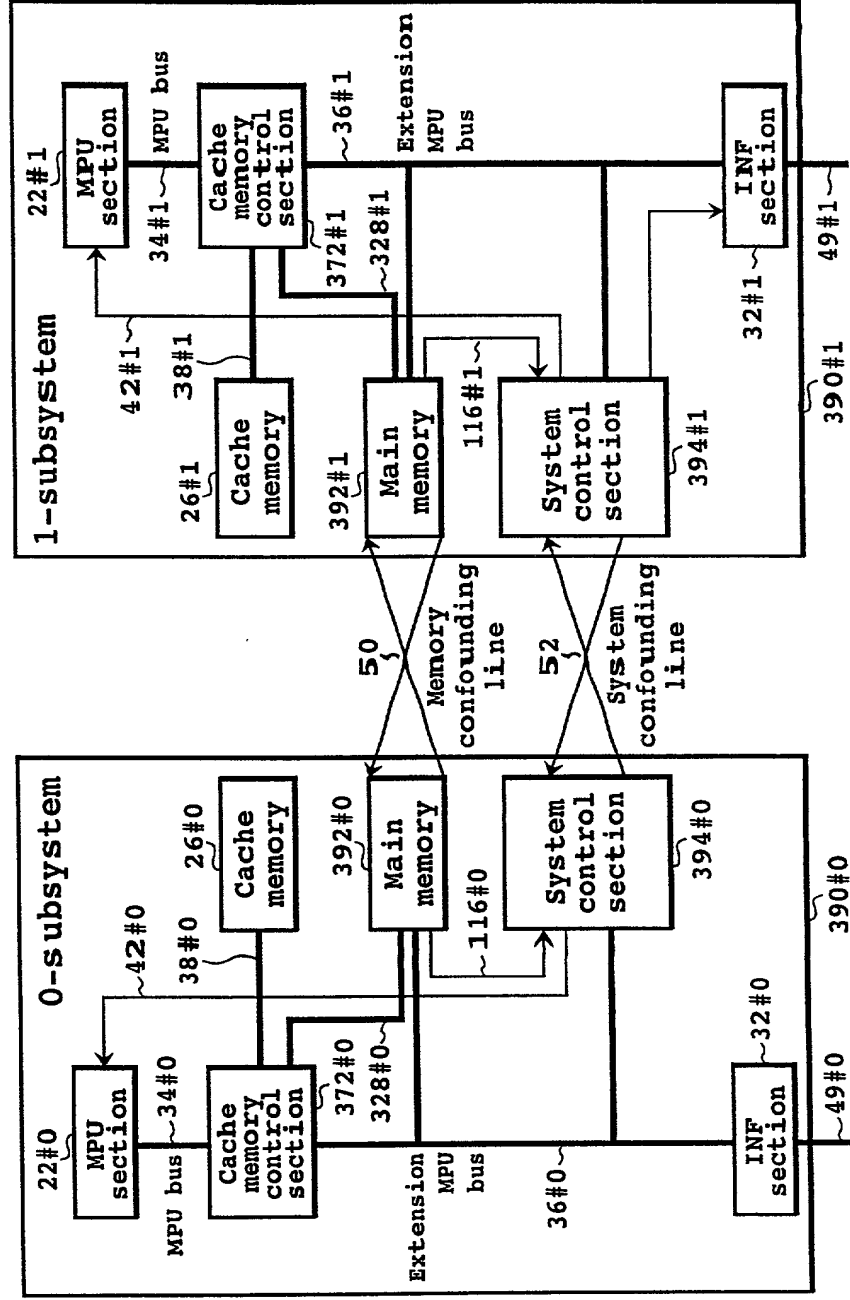 0-subsystem
22#0
MPU
section
MPU bus
34#0
42#0
Cache
memory
control
section
372#0
38#0
26#0
Cache
memory
328#0
392#0
Main
memory
Extension
MPU
bus
116#0
36#0
System
control
section
394#0
INF
section
32#0
49#0
390#0
50
Memory
confounding
line
52
System
confounding
line
1-subsystem
22#1
MPU
section
MPU bus
34#1
42#1
Cache
memory
control
section
372#1
38#1
26#1
Cache
memory
328#1
36#1
392#1
Main
memory
Extension
MPU
bus
116#1
System
control
section
394#1
INF
section
32#1
49#1
390#1